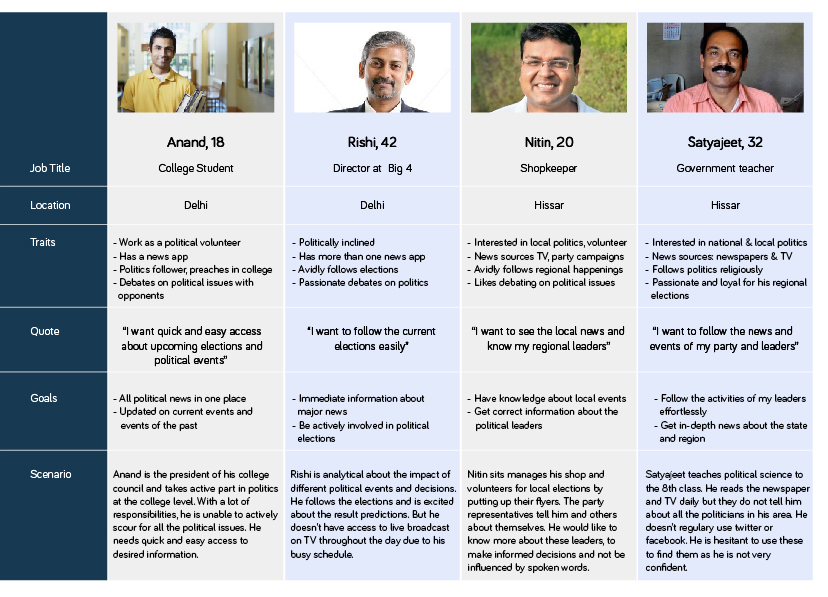 Anand, 18
Rishi, 42
Nitin, 20
Satyajeet, 32
Job Title
College Student
Director at Big 4
Shopkeeper
Government teacher
Location
Delhi
Delhi
Hissar
Hissar
Traits
- Work as a political volunteer
- Has a news app
- Politics follower, preaches in college
- Debates on political issues with
opponents
- Politically inclined
- Has more than one news app
- Avidly follows elections
- Passionate debates on politics
- Interested in local politics, volunteer
- News sources TV, party campaigns
- Avidly follows regional happenings
- Likes debating on political issues
- Interested in national & local politics
- News sources: newspapers & TV
- Follows politics religiously
- Passionate and loyal for his regional
elections
Quote
"I want quick and easy access
about upcoming elections and
political events"
"I want to follow the current
elections easily"
"I want to see the local news and
know my regional leaders"
"I want to follow the news and
events of my party and leaders"
Goals
- All political news in one place
- Updated on current events and
events of the past
- Immediate information about
major news
- Be actively involved in political
elections
- Have knowledge about local events
- Get correct information about the
political leaders
- Follow the activities of my leaders
effortlessly
- Get in-depth news about the state
and region
Scenario
Anand is the president of his college
council and takes active part in politics
at the college level. With a lot of
responsibilities, he is unable to actively
scour for all the political issues. He
needs quick and easy access to
desired information.
Rishi is analytical about the impact of
different political events and decisions.
He follows the elections and is excited
about the result predictions. But he
doesn't have access to live broadcast
on TV throughout the day due to his
busy schedule.
Nitin sits manages his shop and
volunteers for local elections by
putting up their flyers. The party
representatives tell him and others
about themselves. He would like to
know more about these leaders, to
make informed decisions and not be
influenced by spoken words.
Satyajeet teaches political science to
the 8th class. He reads the newspaper
and TV daily but they do not tell him
about all the politicians in his area. He
doesn't regulary use twitter or
facebook. He is hesitant to use these
to find them as he is not very
confident.